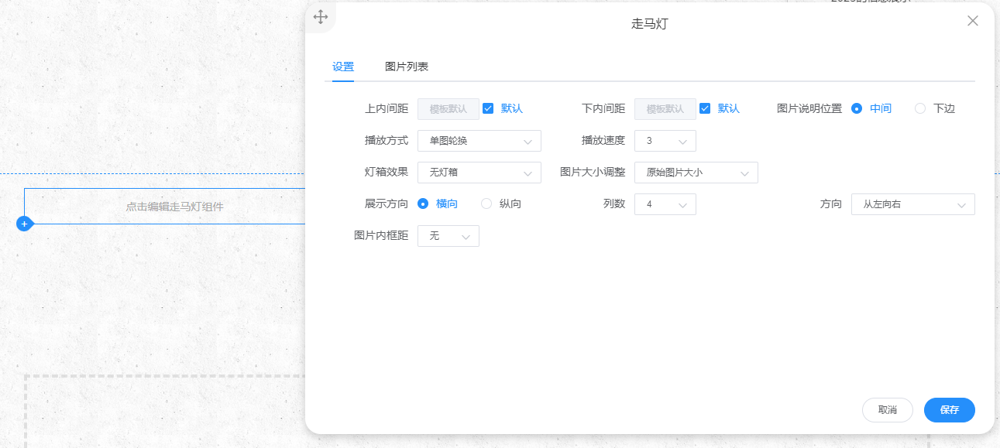 走马灯
设置 图片列表
上内间距 模板默认 默认 下内间距 模板默认 默认 图片说明位置 中间 下边
播放方式 单图轮换 播放速度 3
灯箱效果 无灯箱 图片大小调整 原始图片大小
点击编辑走马灯组件
展示方向 横向 纵向 列数 4 方向 从左向右
图片内框距 无
取消 保存